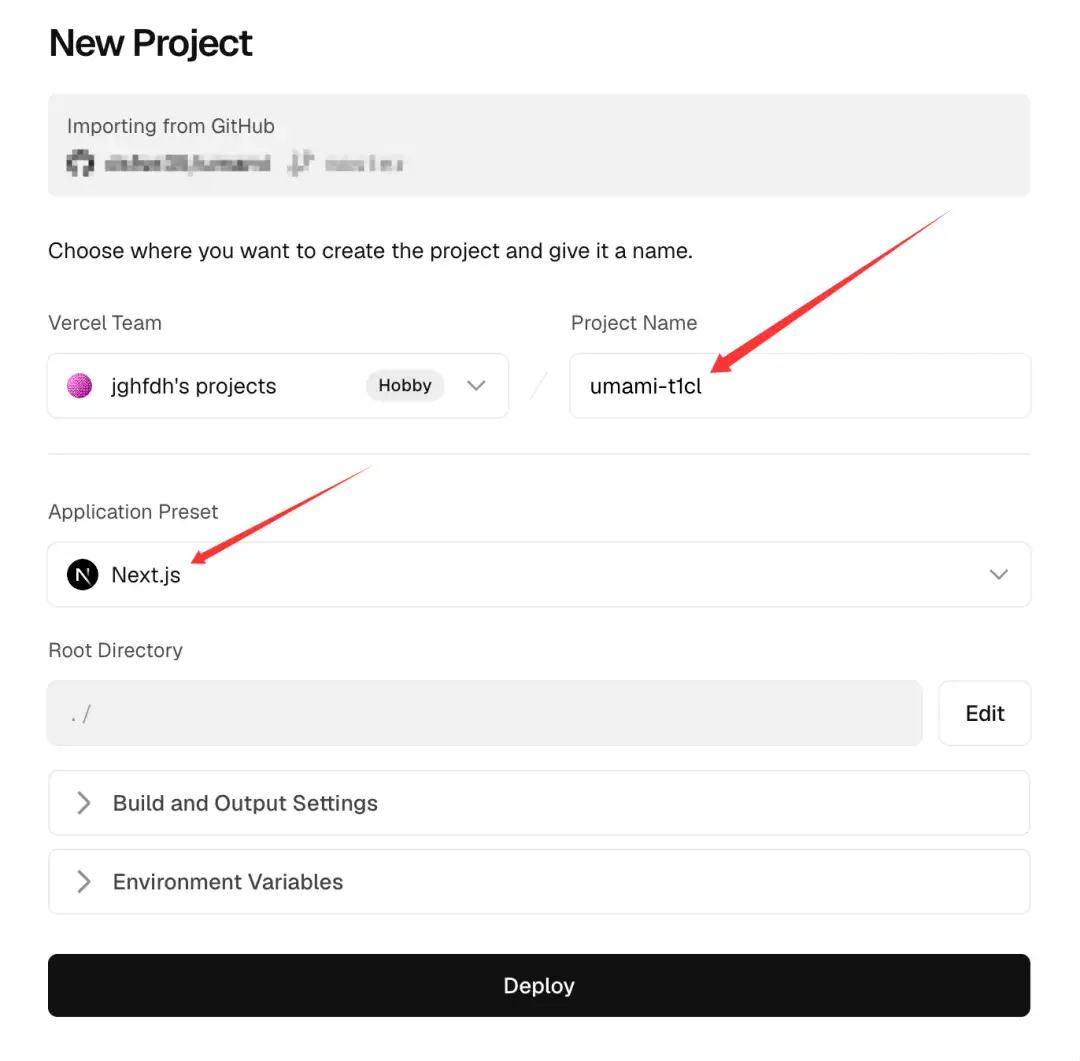 New Project
Importing from GitHub
Choose where you want to create the project and give it a name.
Vercel Team
Project Name
jghfdh's projects Hobby / umami-t1cl
Application Preset
N Next.js
Root Directory
./ Edit
Build and Output Settings
Environment Variables
Deploy